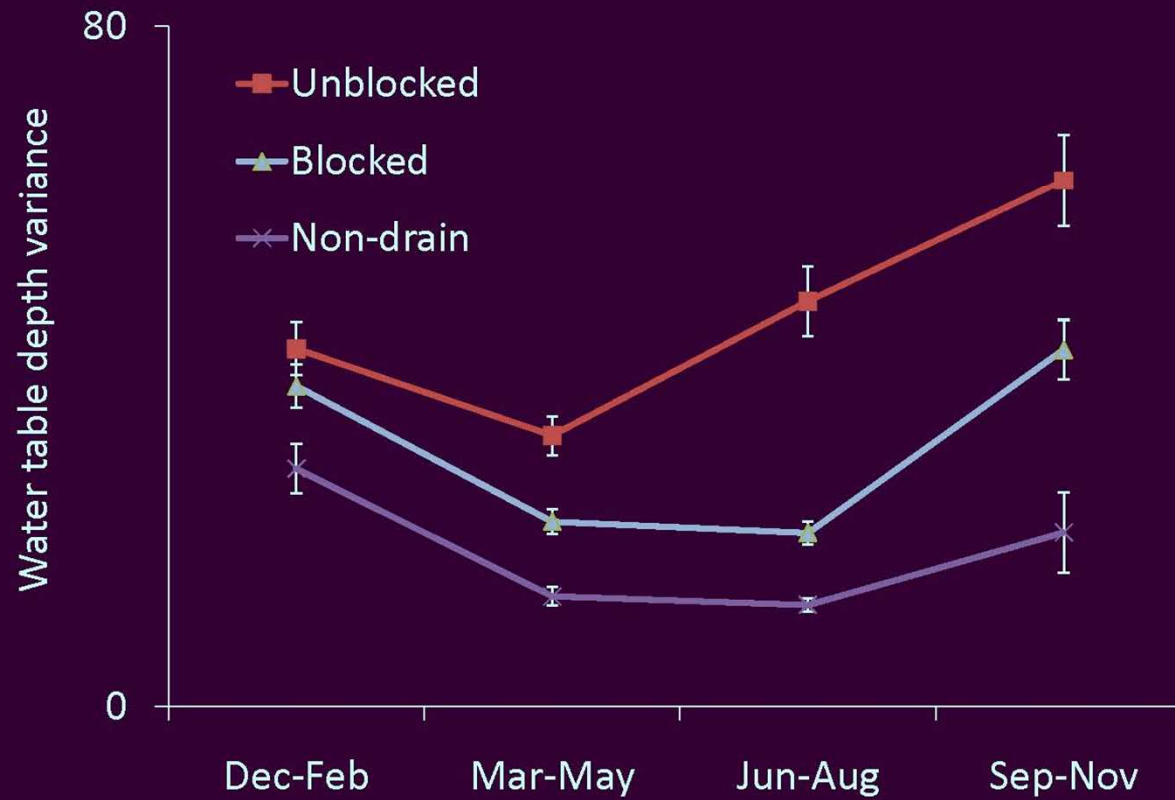 80
Unblocked
Blocked
Non-drain
Water table depth variance
0
Dec-Feb Mar-May Jun-Aug Sep-Nov